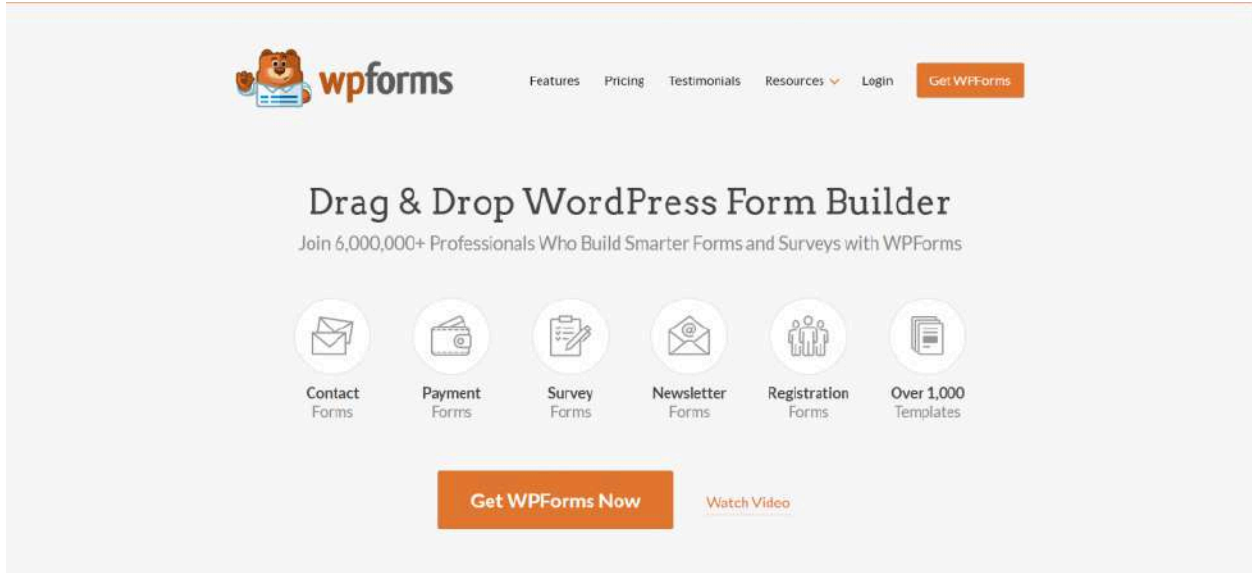 wpforms
Features Pricing Testimonials Resources Login Get WPForms
Drag & Drop WordPress Form Builder
Join 6,000,000+ Professionals Who Build Smarter Forms and Surveys with WPForms
Contact Payment Survey Newsletter Registration Over 1,000
Forms Forms Forms Forms Forms Templates
Get WPForms Now Watch Video